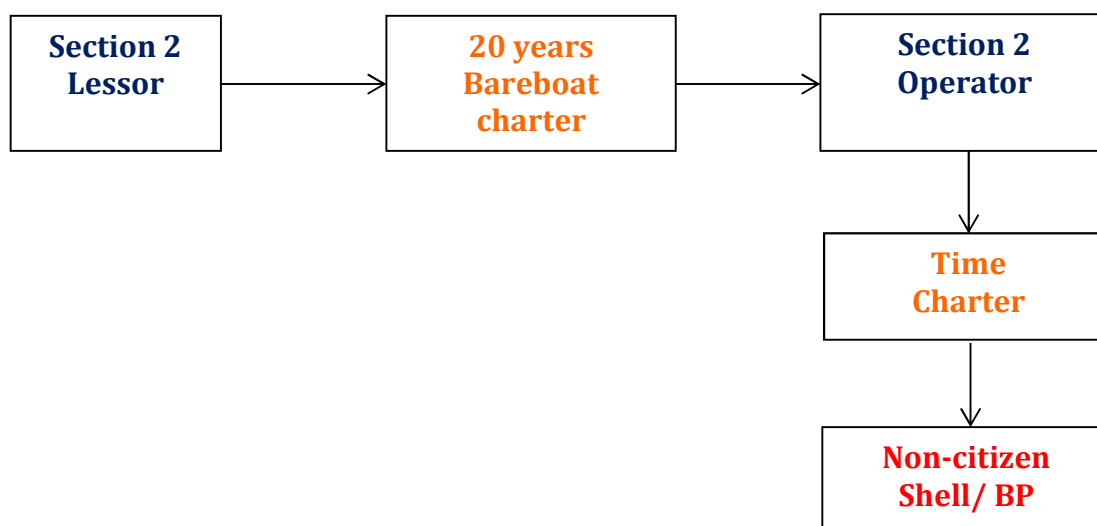 Section 2
Lessor
20 years
Bareboat
charter
Section 2
Operator
Time
Charter
Non-citizen
Shell/ BP